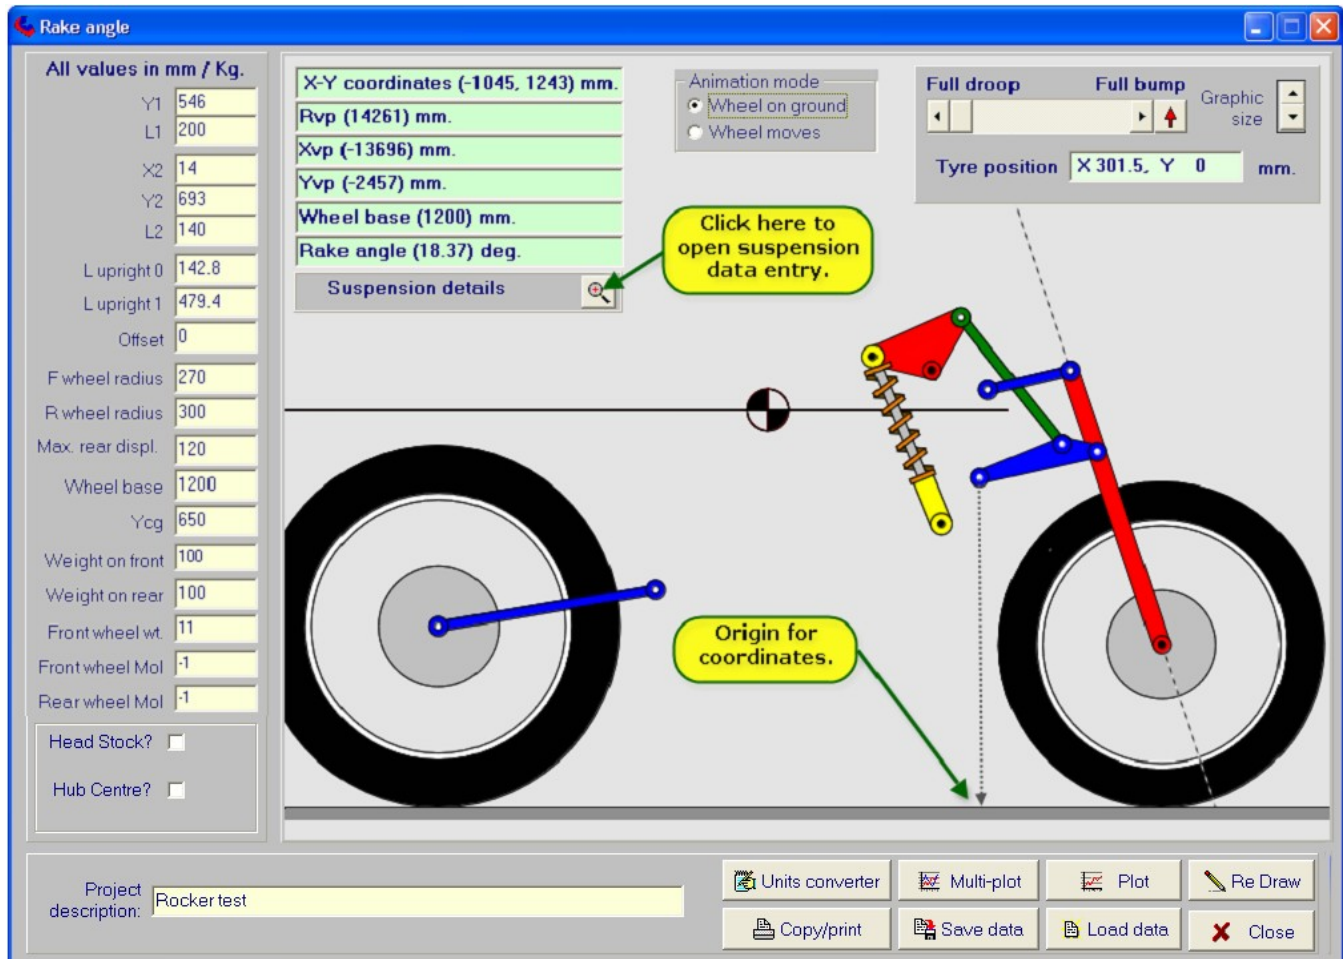 Rake angle
All values in mm / Kg.
Y1 546
L1 200
X2 14
Y2 693
L2 140
L upright 0 142.8
L upright 1 479.4
Offset 0
F wheel radius 270
R wheel radius 300
Max. rear displ. 120
Wheel base 1200
Ycg 650
Weight on front 100
Weight on rear 100
Front wheel wt. 11
Front wheel MoI -1
Rear wheel MoI -1
Head Stock?
Hub Centre?
X-Y coordinates (-1045, 1243) mm.
Rvp (14261) mm.
Xvp (-13696) mm.
Yvp (-2457) mm.
Wheel base (1200) mm.
Rake angle (18.37) deg.
Suspension details
Animation mode
Wheel on ground
Wheel moves
Full droop Full bump
Graphic
size
Tyre position X 301.5, Y 0 mm.
Click here to
open suspension
data entry.
Origin for
coordinates.
Project
description: Rocker test
Units converter Multi-plot Plot Re Draw
Copy/print Save data Load data Close